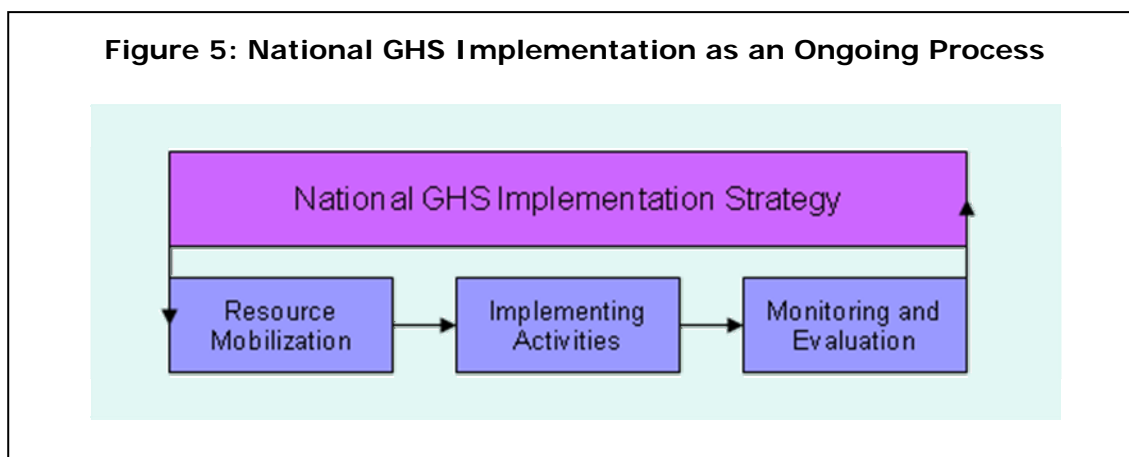 Figure 5: National GHS Implementation as an Ongoing Process
National GHS Implementation Strategy
Resource
Mobilization
Implementing
Activities
Monitoring and
Evaluation